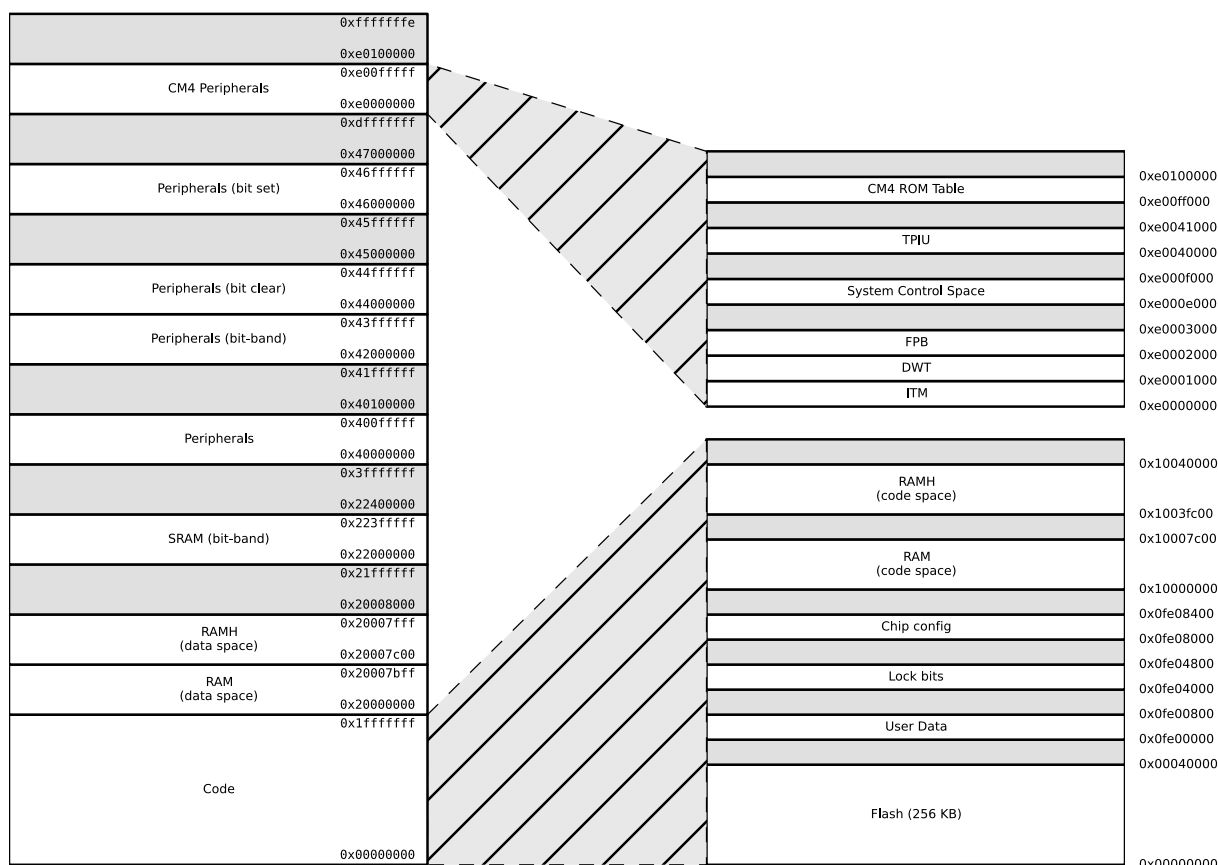 0xfffffffe
0xe0100000
0xe00fffff
CM4 Peripherals
0xe0000000
0xdfffffff
0x47000000
0x46ffffff
Peripherals (bit set)
0x46000000
0x45ffffff
0x45000000
0x44ffffff
Peripherals (bit clear)
0x44000000
0x43ffffff
Peripherals (bit-band)
0x42000000
0x41ffffff
0x40100000
0x400fffff
Peripherals
0x40000000
0x3fffffff
0x22400000
0x223fffff
SRAM (bit-band)
0x22000000
0x21ffffff
0x20008000
0x20007fff
RAMH
(data space)
0x20007c00
0x20007bff
RAM
(data space)
0x20000000
0x1fffffff
Code
0x00000000
0xe0100000
CM4 ROM Table
0xe00ff000
0xe0041000
TPIU
0xe0040000
0xe000f000
System Control Space
0xe000e000
0xe0003000
FPB
0xe0002000
DWT
0xe0001000
ITM
0xe0000000
0x10040000
RAMH
(code space)
0x1003fc00
0x10007c00
RAM
(code space)
0x10000000
0x0fe08400
Chip config
0x0fe08000
0x0fe04800
Lock bits
0x0fe04000
0x0fe00800
User Data
0x0fe00000
0x00040000
Flash (256 KB)
0x00000000